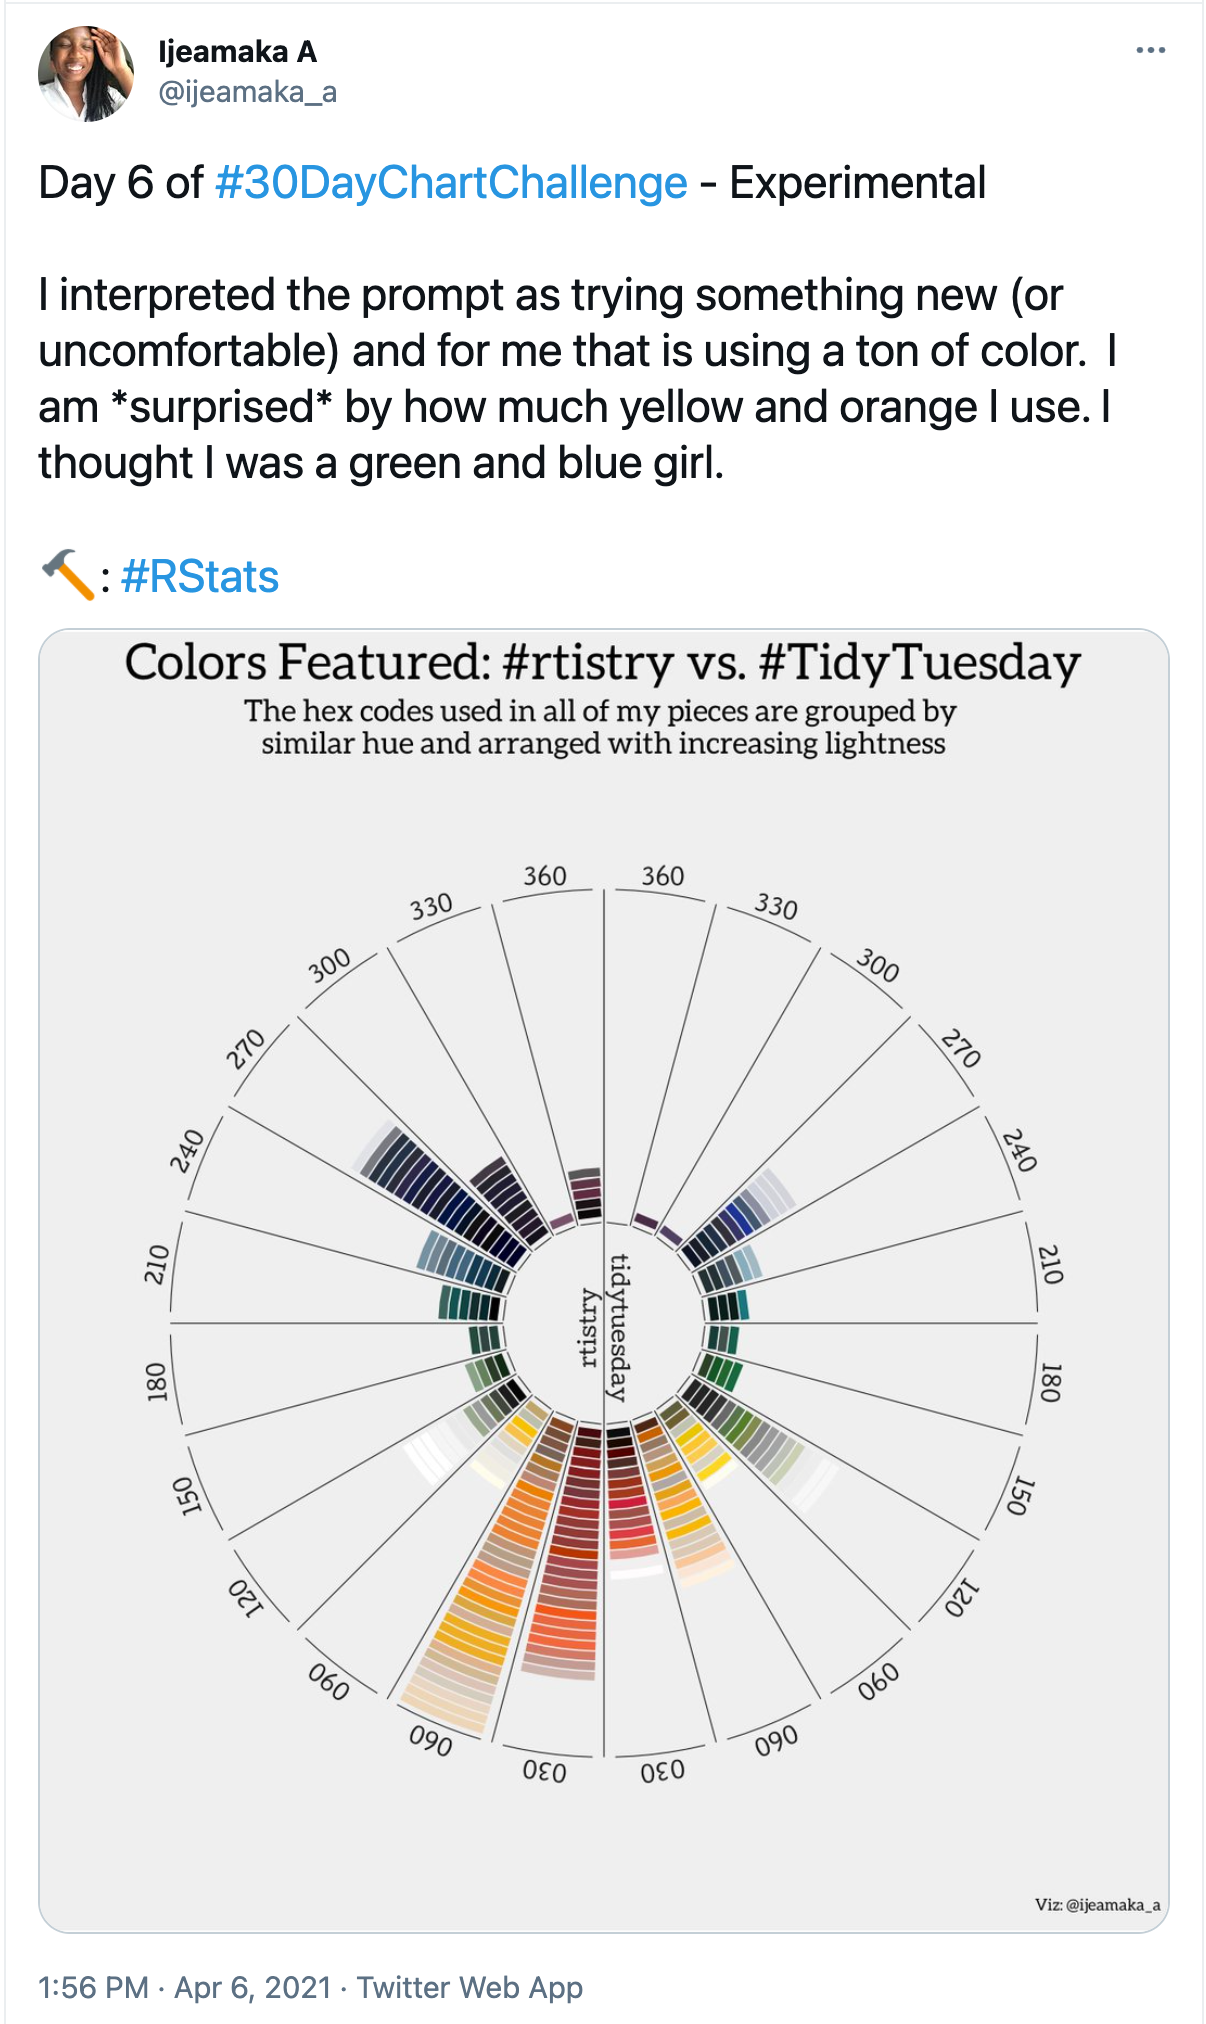 Ijeamaka A
@ijeamaka_a
Day 6 of #30DayChartChallenge - Experimental
I interpreted the prompt as trying something new (or
uncomfortable) and for me that is using a ton of color.  I
am *surprised* by how much yellow and orange I use. I
thought I was a green and blue girl.
🔨: #RStats
Colors Featured: #rtistry vs. #TidyTuesday
The hex codes used in all of my pieces are grouped by
similar hue and arranged with increasing lightness
360
360
330
330
300
300
270
270
240
240
210
210
tidytuesday
rtistry
180
180
150
150
120
120
090
090
060
060
030
030
Viz: @ijeamaka_a
1:56 PM · Apr 6, 2021 · Twitter Web App